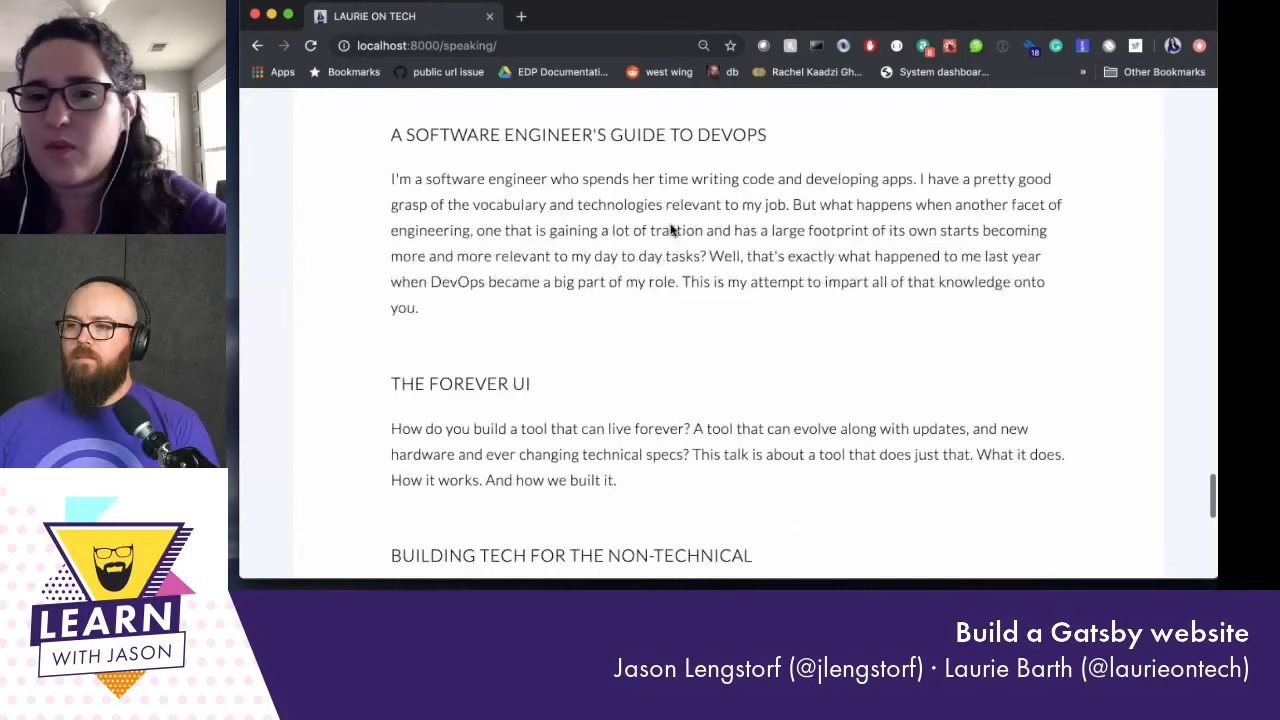 LAURIE ON TECH
localhost:8000/speaking/
8
18
Apps
Bookmarks
public url issue
EDP Documentati...
west wing
db
Rachel Kaadzi Gh...
System dashboar...
»
Other Bookmarks
A SOFTWARE ENGINEER'S GUIDE TO DEVOPS
I'm a software engineer who spends her time writing code and developing apps. I have a pretty good
grasp of the vocabulary and technologies relevant to my job. But what happens when another facet of
engineering, one that is gaining a lot of traction and has a large footprint of its own starts becoming
more and more relevant to my day to day tasks? Well, that's exactly what happened to me last year
when DevOps became a big part of my role. This is my attempt to impart all of that knowledge onto
you.
THE FOREVER UI
How do you build a tool that can live forever? A tool that can evolve along with updates, and new
hardware and ever changing technical specs? This talk is about a tool that does just that. What it does.
How it works. And how we built it.
BUILDING TECH FOR THE NON-TECHNICAL
LEARN
WITH JASON
Build a Gatsby website
Jason Lengstorf (@jlengstorf) · Laurie Barth (@laurieontech)